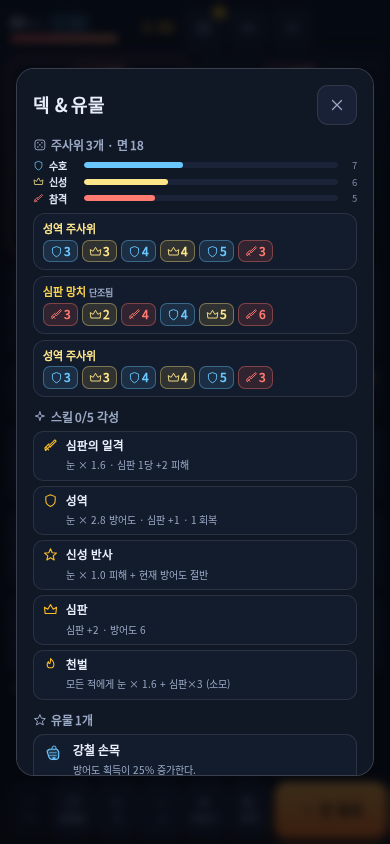 덱 & 유물
주사위 3개 · 면 18
수호 7
신성 6
참격 5
성역 주사위
3 3 4 4 5 3
심판 망치 단조됨
3 2 4 4 5 6
성역 주사위
3 3 4 4 5 3
스킬 0/5 각성
심판의 일격
눈 × 1.6 · 심판 1당 +2 피해
성역
눈 × 2.8 방어도 · 심판 +1 · 1 회복
신성 반사
눈 × 1.0 피해 + 현재 방어도 절반
심판
심판 +2 · 방어도 6
천벌
모든 적에게 눈 × 1.6 + 심판×3 (소모)
유물 1개
강철 손목
방어도 획득이 25% 증가한다.